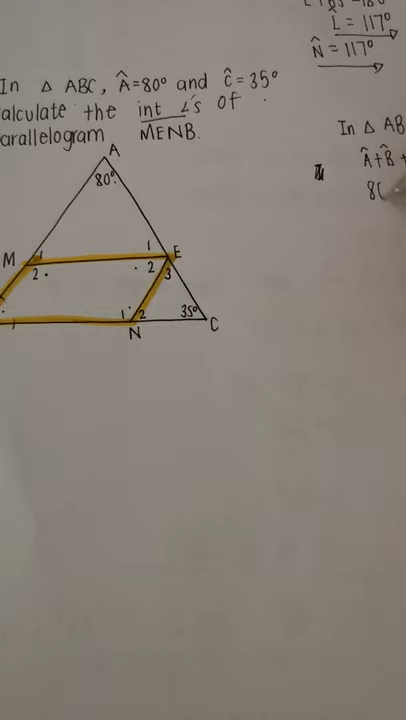 L = 117°
N̂ = 117°
In △ ABC, Â=80° and ĉ=35°
alculate the int ∠'s of
arallelogram MENB.
In △ AB
Â+B̂+
8
A
80°
M
1
2
1
E
2
3
1
2
35°
N
C